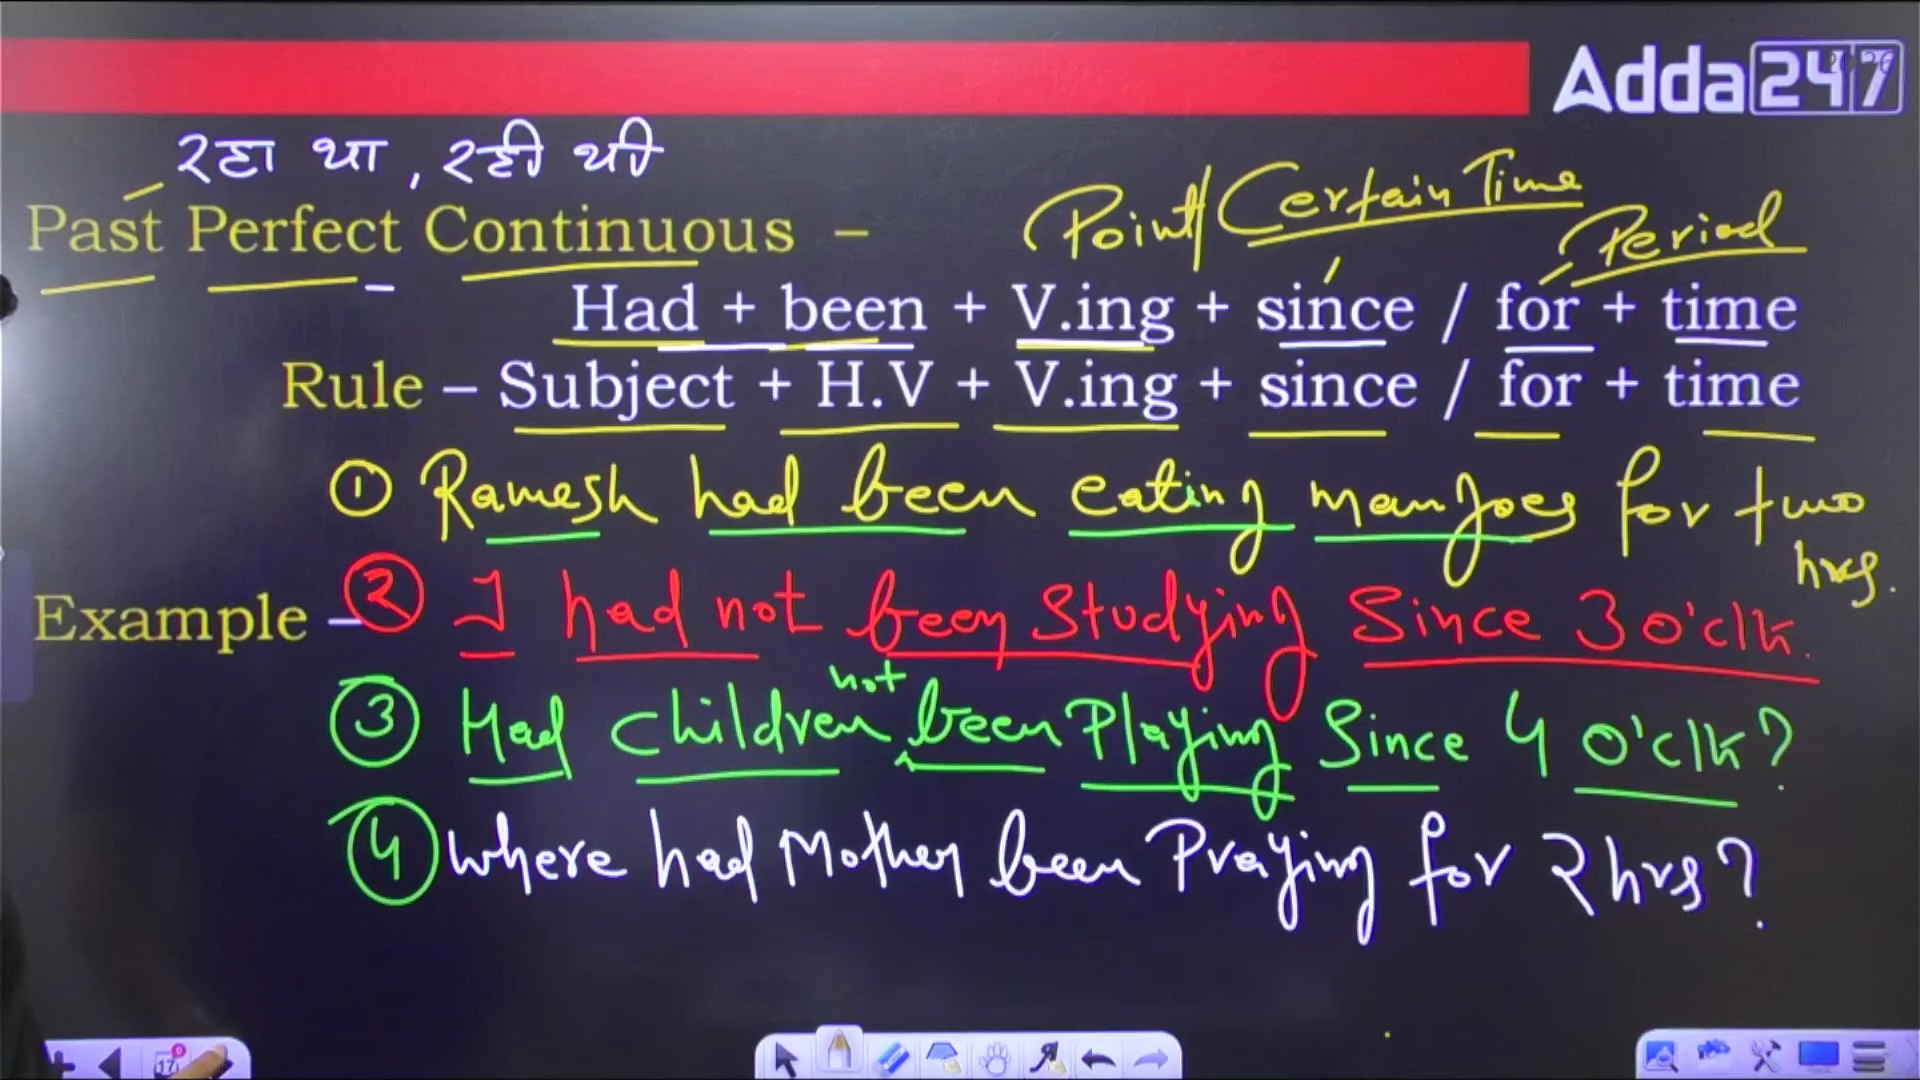 Adda247
रहा था, रही थी
Point/Certain Time
Period
Past Perfect Continuous –
Had + been + V.ing + since / for + time
Rule – Subject + H.V + V.ing + since / for + time
① Ramesh had been eating mangoes for two hrs.
Example –
② I had not been studying since 3 o'clk.
③ Had children not been playing since 4 o'clk?
④ Where had Mother been Praying for 2 hrs?